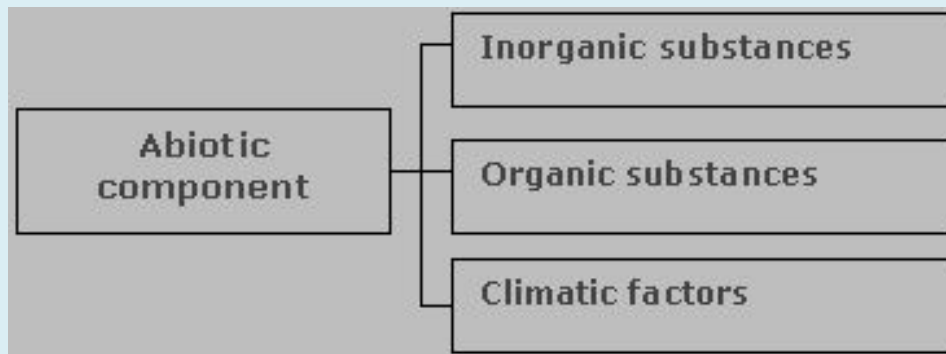 Inorganic substances
Abiotic
component
Organic substances
Climatic factors